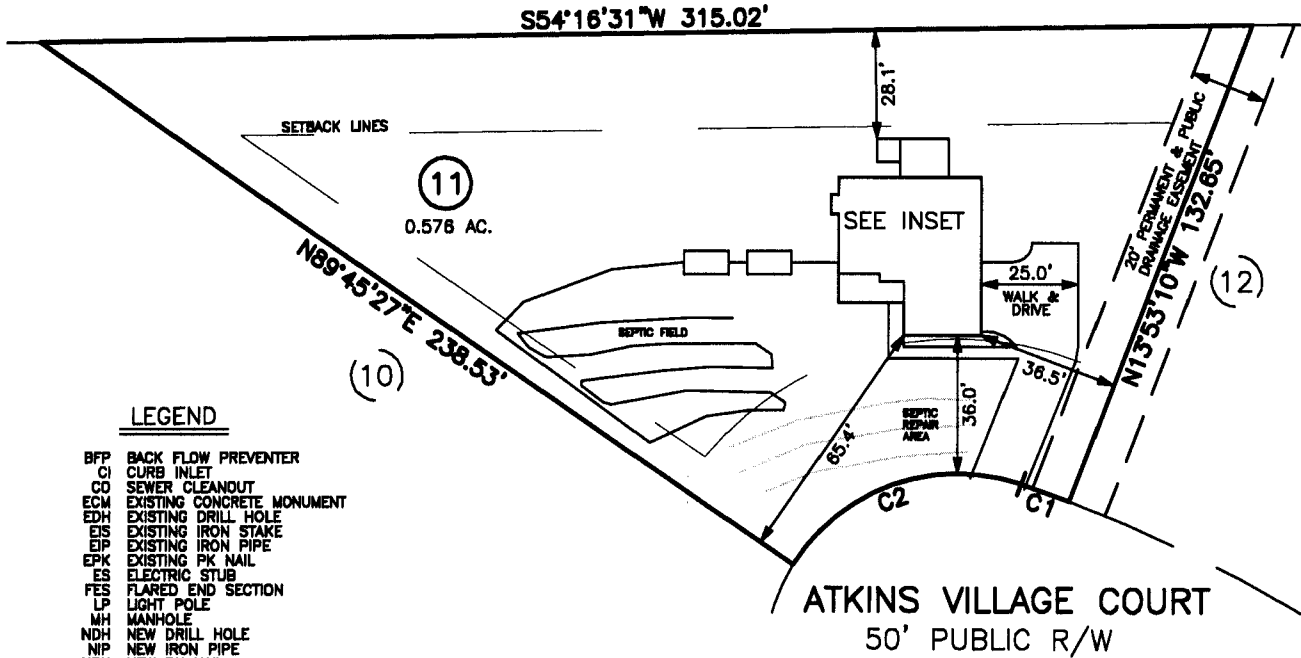 S54°16'31"W 315.02'
28.1'
SETBACK LINES
20' PERMANENT & PUBLIC
DRAINAGE EASEMENT
N13°53'10"W 132.65'
11
0.576 AC.
SEE INSET
(12)
25.0'
WALK &
DRIVE
N89°45'27"E 238.53'
SEPTIC FIELD
(10)
36.5'
36.0'
SEPTIC
REPAIR
AREA
65.4'
C2
C1
LEGEND
BFP BACK FLOW PREVENTER
CI CURB INLET
CO SEWER CLEANOUT
ECM EXISTING CONCRETE MONUMENT
EDH EXISTING DRILL HOLE
EIS EXISTING IRON STAKE
EIP EXISTING IRON PIPE
EPK EXISTING PK NAIL
ES ELECTRIC STUB
FES FLARED END SECTION
LP LIGHT POLE
MH MANHOLE
NDH NEW DRILL HOLE
NIP NEW IRON PIPE
ATKINS VILLAGE COURT
50' PUBLIC R/W